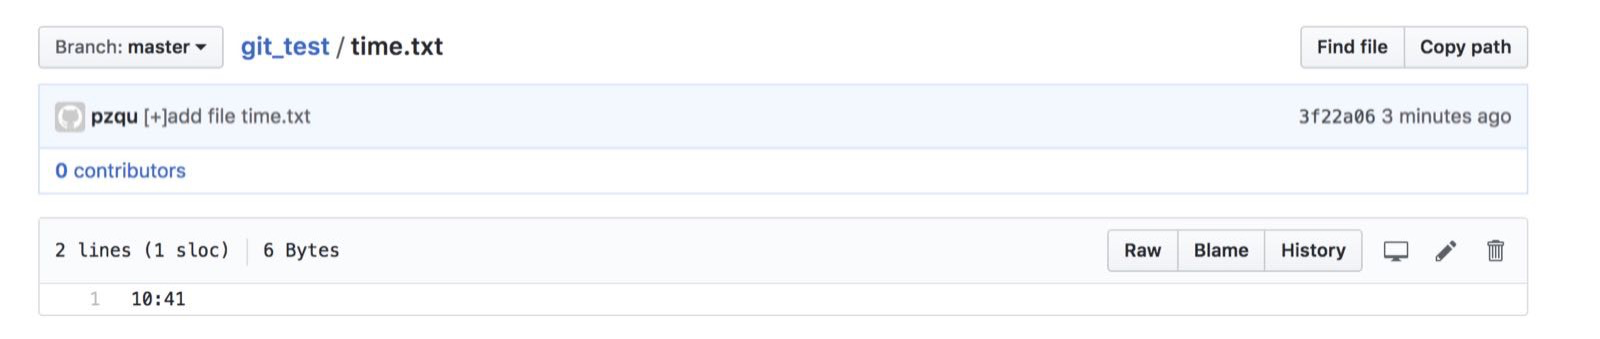 Branch: master git_test / time.txt Find file Copy path
pzqu [+]add file time.txt 3f22a06 3 minutes ago
0 contributors
2 lines (1 sloc) 6 Bytes Raw Blame History
1 10:41